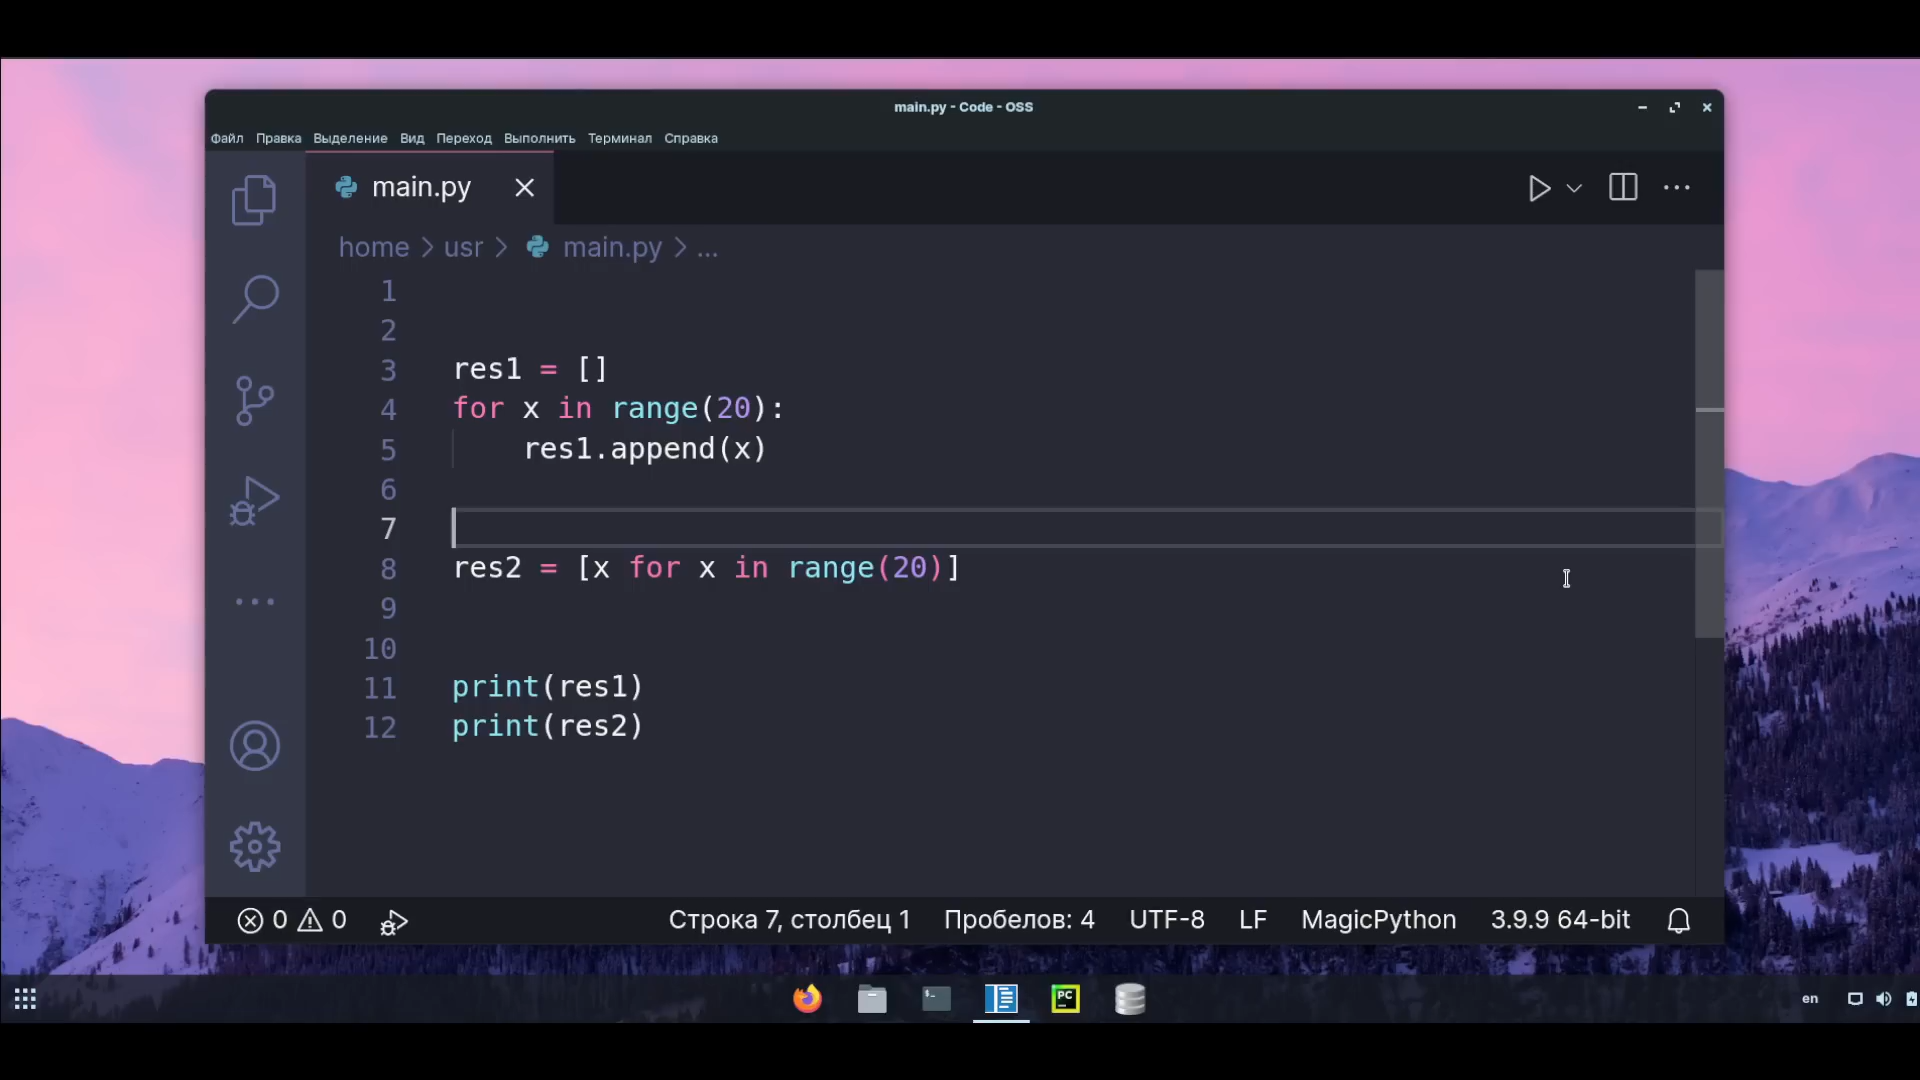 main.py - Code - OSS
Файл Правка Выделение Вид Переход Выполнить Терминал Справка
main.py
home > usr > main.py > ...
1
2
3 res1 = []
4 for x in range(20):
5 res1.append(x)
6
7
8 res2 = [x for x in range(20)]
9
10
11 print(res1)
12 print(res2)
0 0 Строка 7, столбец 1 Пробелов: 4 UTF-8 LF MagicPython 3.9.9 64-bit
PC
en